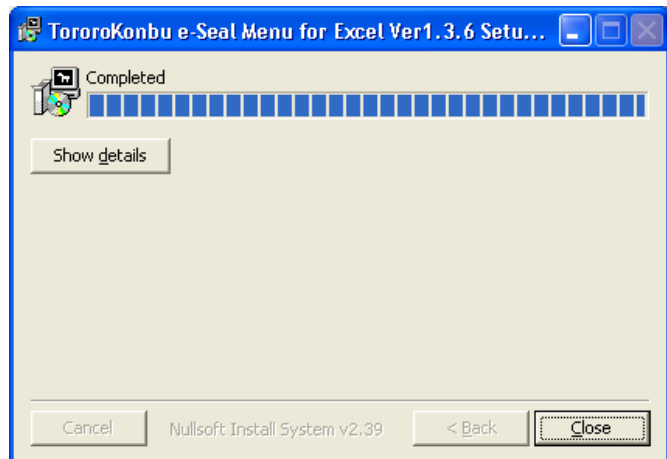 TororoKonbu e-Seal Menu for Excel Ver1.3.6 Setu...
Completed
Show details
Cancel
Nullsoft Install System v2.39
< Back
Close